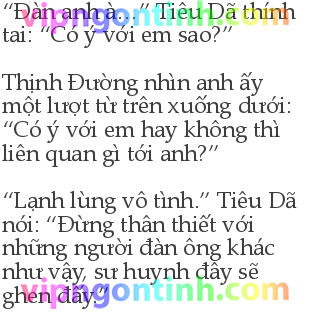 “Đàn anh à…” Tiêu Dã thính
tai: “Có ý với em sao?”
Thịnh Đường nhìn anh ấy
một lượt từ trên xuống dưới:
“Có ý với em hay không thì
liên quan gì tới anh?”
“Lạnh lùng vô tình.” Tiêu Dã
nói: “Đừng thân thiết với
những người đàn ông khác
như vậy, sư huynh đây sẽ
ghen đấy.”
vipngontinh.com
vipngontinh.com